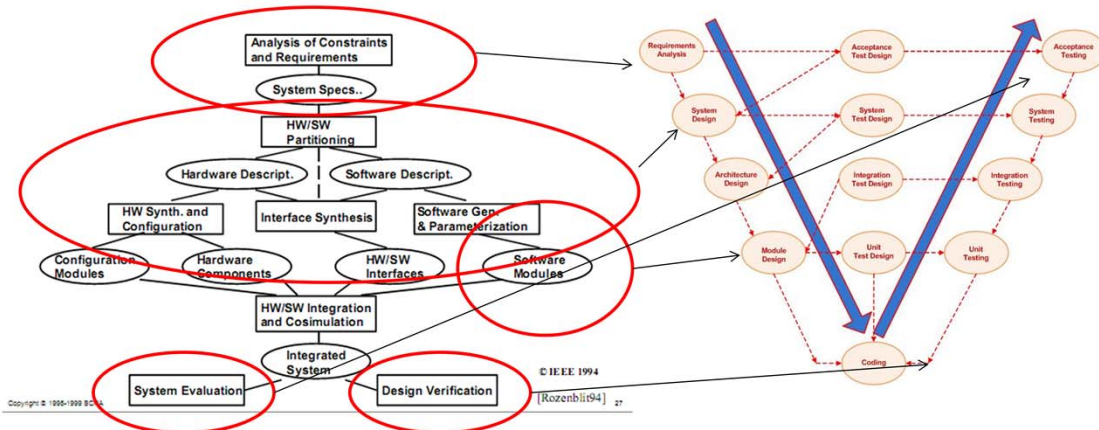 Analysis of Constraints
and Requirements
System Specs..
HW/SW
Partitioning
Hardware Descript.
Software Descript.
HW Synth. and
Configuration
Interface Synthesis
Software Gen.
& Parameterization
Configuration
Modules
Hardware
Components
HW/SW
Interfaces
Software
Modules
HW/SW Integration
and Cosimulation
Integrated
System
System Evaluation
Design Verification
© IEEE 1994
[Rozenblit94]
27
Copyright © 1995-1999
Requirements
Analysis
Acceptance
Test Design
Acceptance
Testing
System
Design
System
Test Design
System
Testing
Architecture
Design
Integration
Test Design
Integration
Testing
Module
Design
Unit
Test Design
Unit
Testing
Coding